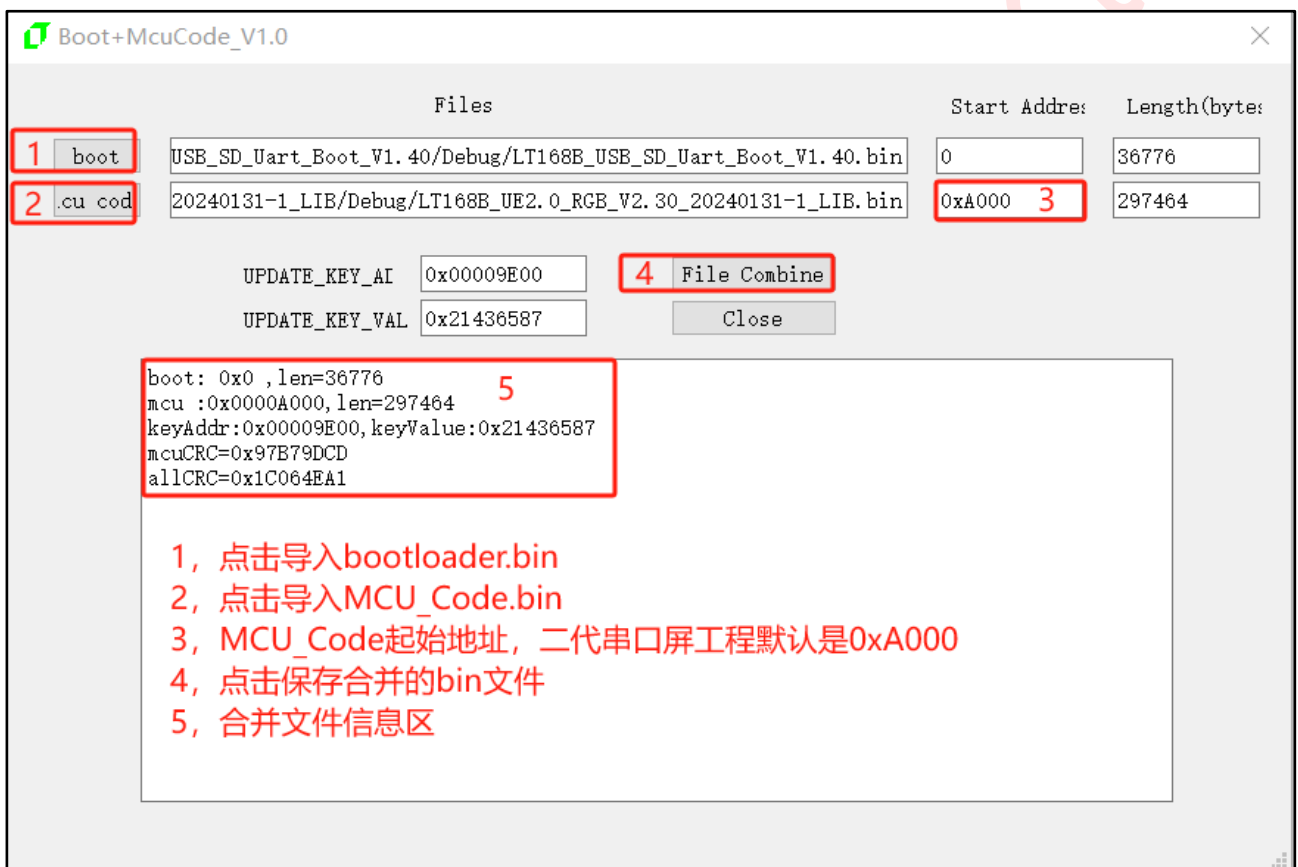 Boot+McuCode_V1.0
Files Start Addres Length(bytes
1 boot USB_SD_Uart_Boot_V1.40/Debug/LT168B_USB_SD_Uart_Boot_V1.40.bin 0 36776
2 .cu cod 20240131-1_LIB/Debug/LT168B_UE2.0_RGB_V2.30_20240131-1_LIB.bin 0xA000 3 297464
UPDATE_KEY_AI 0x00009E00 4 File Combine
UPDATE_KEY_VAL 0x21436587 Close
boot: 0x0 ,len=36776 5
mcu :0x0000A000,len=297464
keyAddr:0x00009E00,keyValue:0x21436587
mcuCRC=0x97B79DCD
allCRC=0x1C064EA1
1，点击导入bootloader.bin
2，点击导入MCU_Code.bin
3，MCU_Code起始地址，二代串口屏工程默认是0xA000
4，点击保存合并的bin文件
5，合并文件信息区